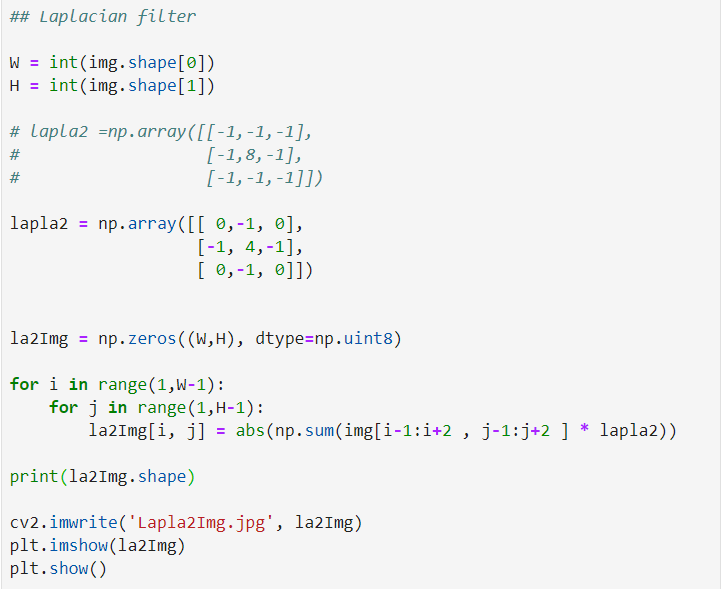 ## Laplacian filter
W = int(img.shape[0])
H = int(img.shape[1])
# lapla2 =np.array([[-1,-1,-1],
#                   [-1,8,-1],
#                   [-1,-1,-1]])
lapla2 = np.array([[ 0,-1, 0],
                   [-1, 4,-1],
                   [ 0,-1, 0]])
la2Img = np.zeros((W,H), dtype=np.uint8)
for i in range(1,W-1):
    for j in range(1,H-1):
        la2Img[i, j] = abs(np.sum(img[i-1:i+2 , j-1:j+2 ] * lapla2))
print(la2Img.shape)
cv2.imwrite('Lapla2Img.jpg', la2Img)
plt.imshow(la2Img)
plt.show()